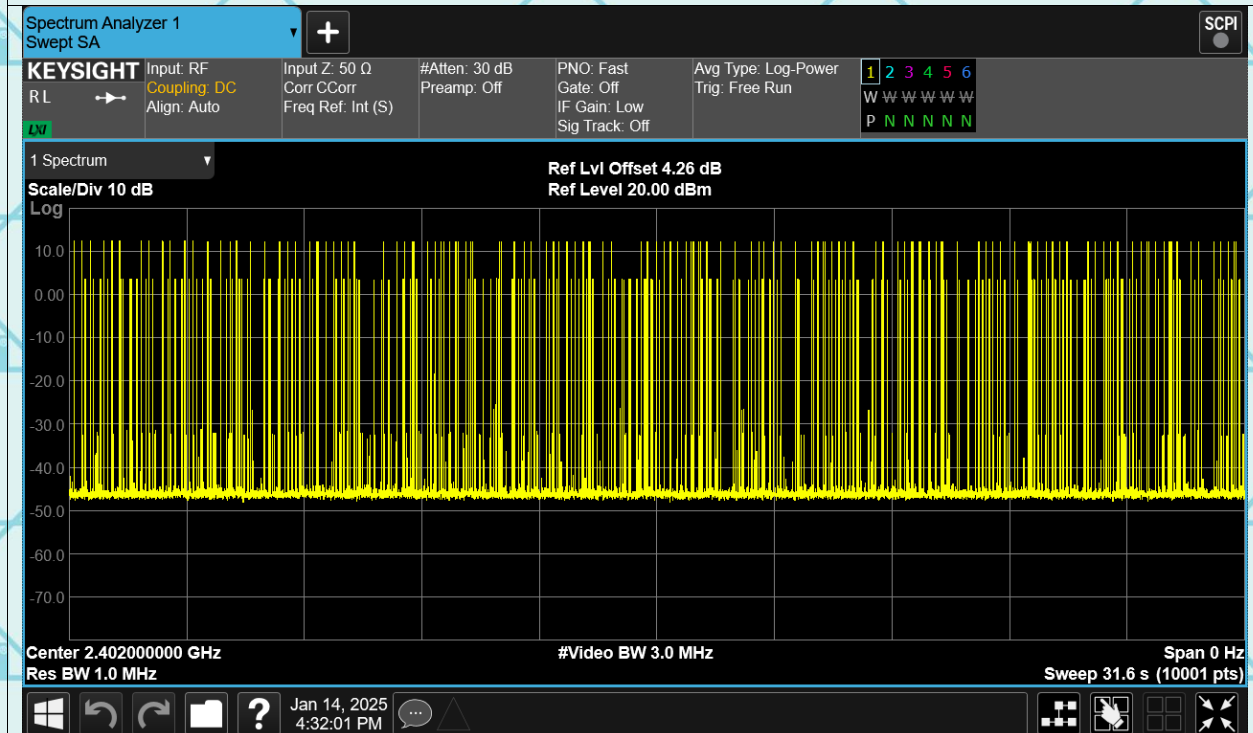 Spectrum Analyzer 1
Swept SA
SCPI
KEYSIGHT
RL
LXI
Input: RF
Coupling: DC
Align: Auto
Input Z: 50 Ω
Corr CCorr
Freq Ref: Int (S)
#Atten: 30 dB
Preamp: Off
PNO: Fast
Gate: Off
IF Gain: Low
Sig Track: Off
Avg Type: Log-Power
Trig: Free Run
1 2 3 4 5 6
W W W W W W
P N N N N N
1 Spectrum
Scale/Div 10 dB
Log
Ref Lvl Offset 4.26 dB
Ref Level 20.00 dBm
10.0
0.00
-10.0
-20.0
-30.0
-40.0
-50.0
-60.0
-70.0
Center 2.402000000 GHz
Res BW 1.0 MHz
#Video BW 3.0 MHz
Span 0 Hz
Sweep 31.6 s (10001 pts)
?
Jan 14, 2025
4:32:01 PM